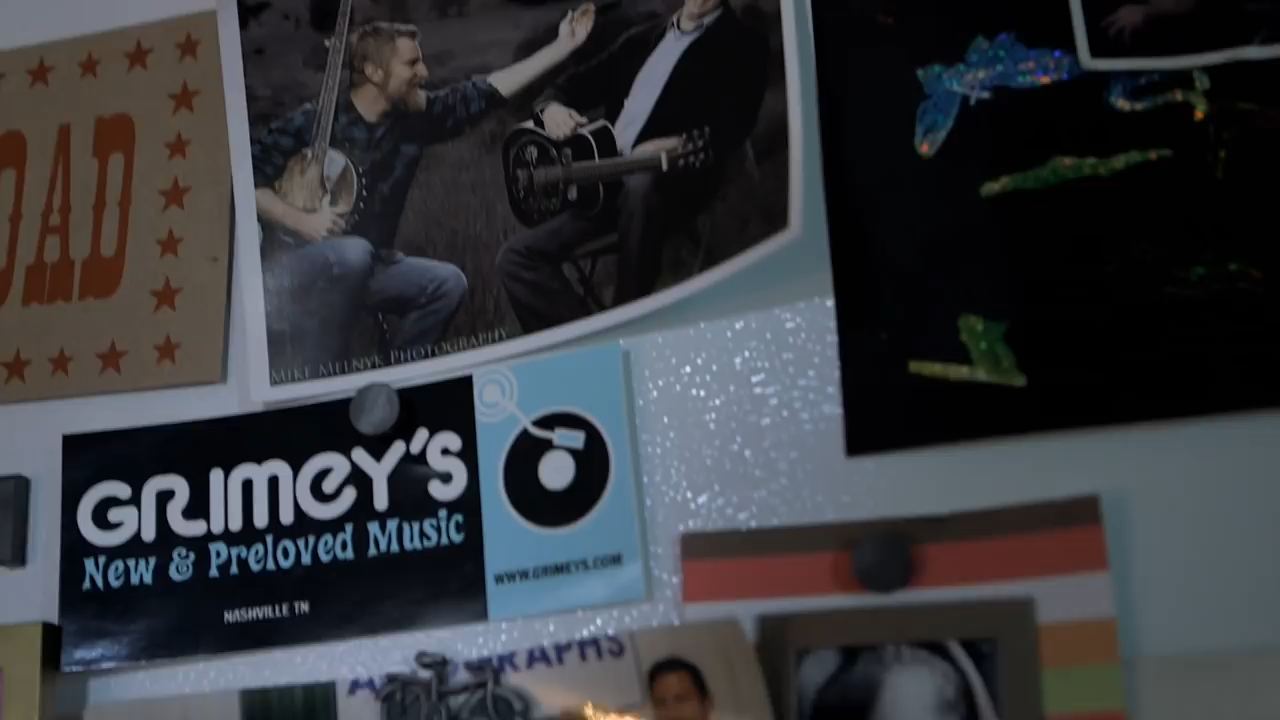 OAD
MIKE MELNYK PHOTOGRAPHY
GRIMEY'S
New & Preloved Music
NASHVILLE TN
WWW.GRIMEYS.COM